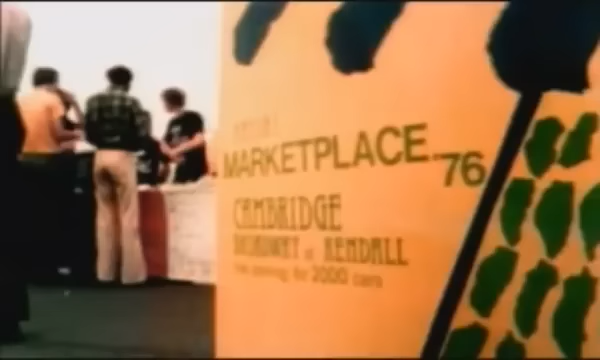 MARKETPLACE 76
CAMBRIDGE
BROADWAY at KENDALL
free parking for 2000 cars